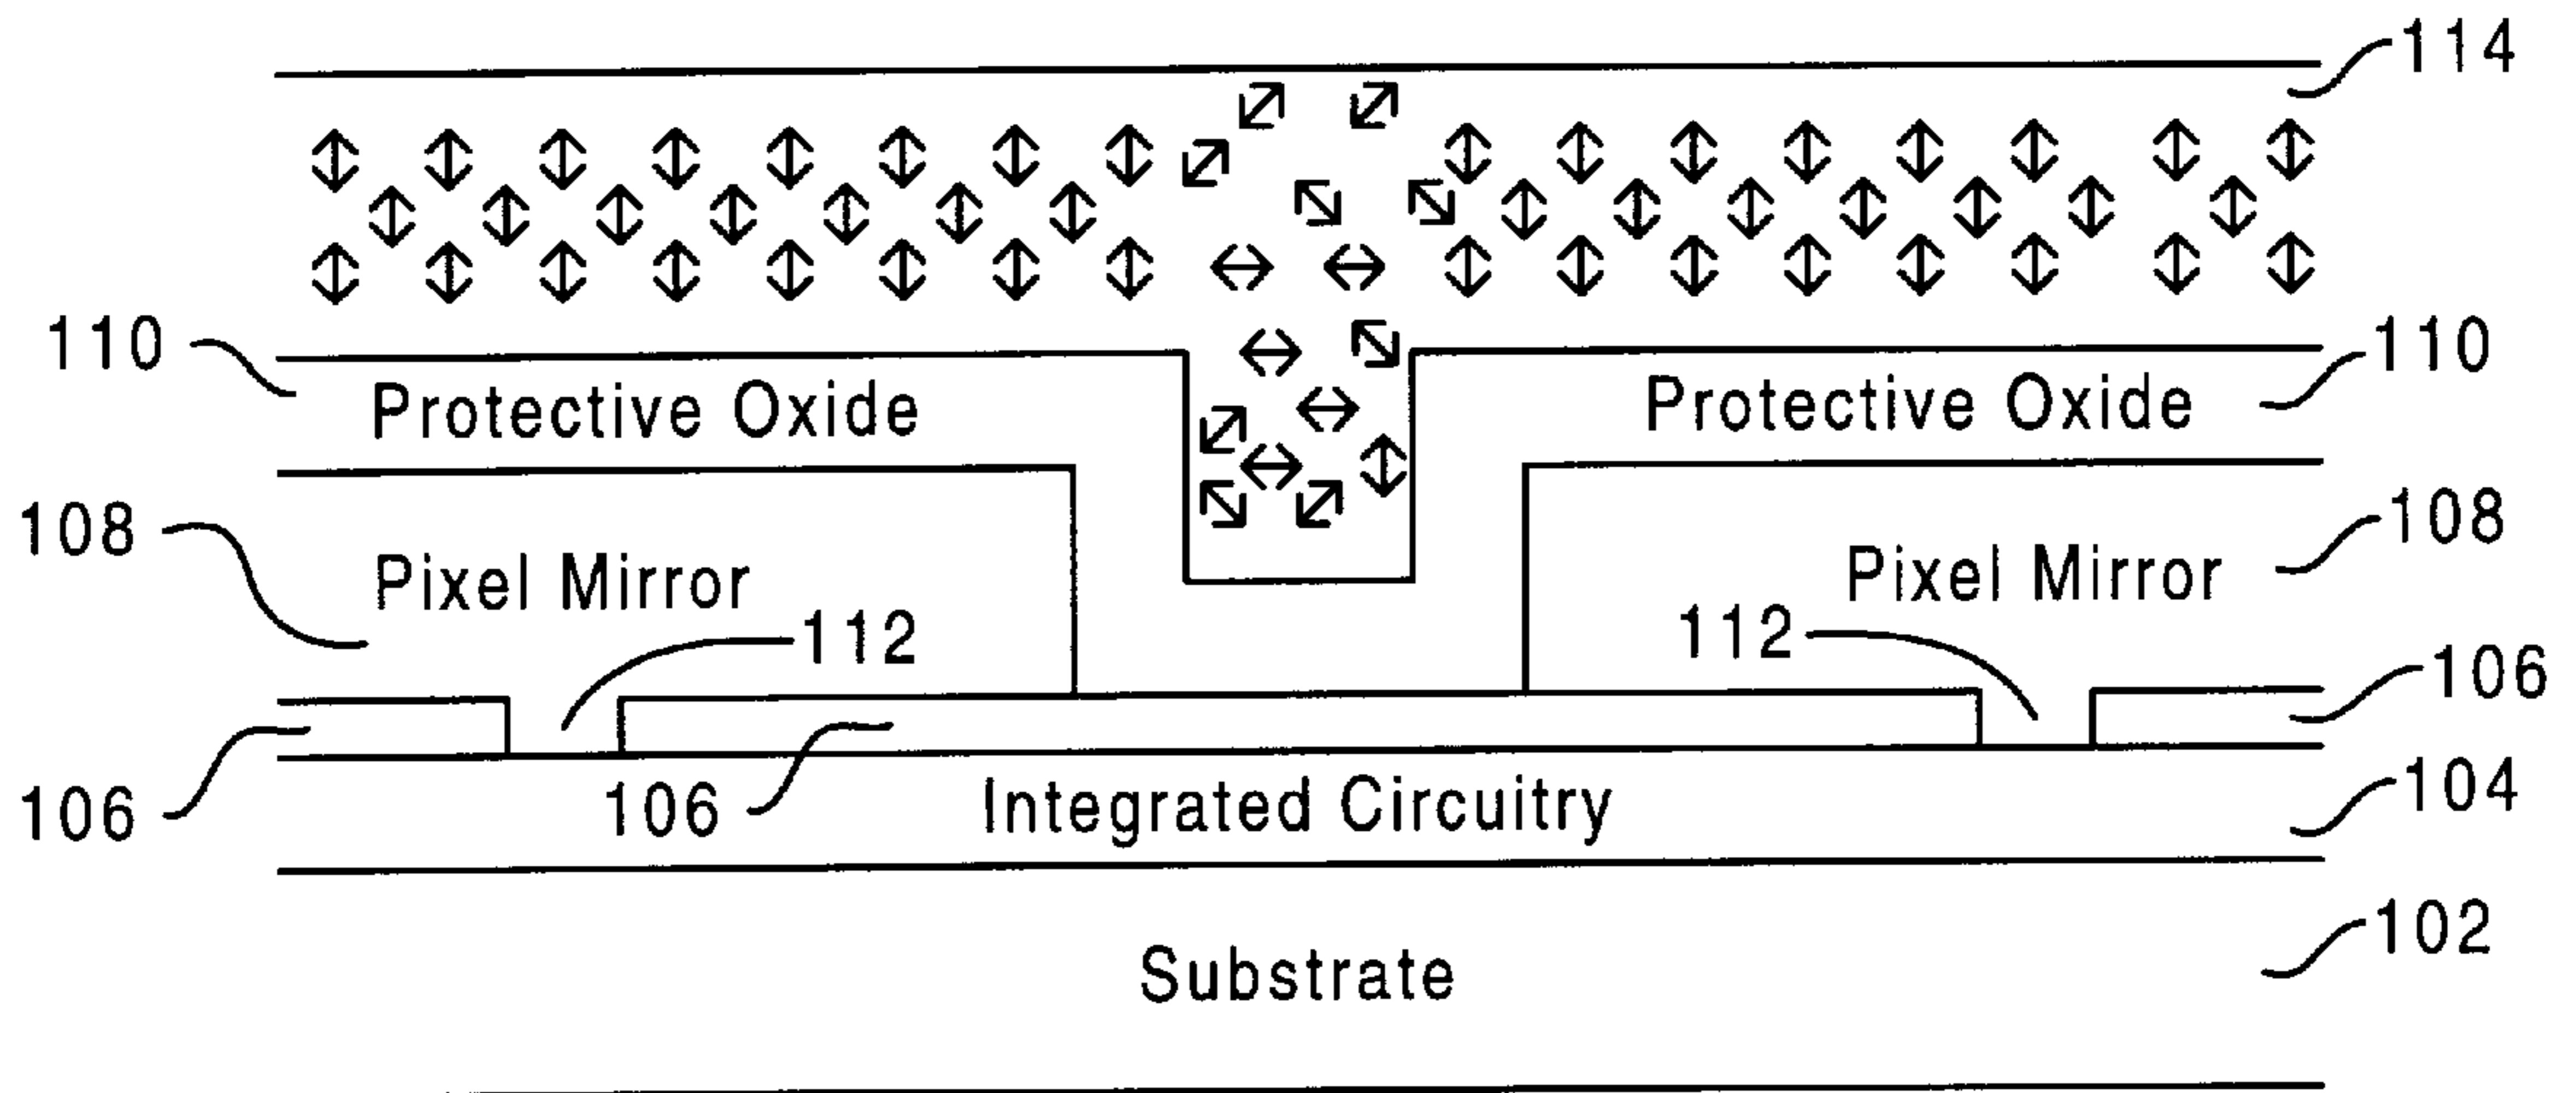 114
110
Protective Oxide
Protective Oxide
110
108
Pixel Mirror
Pixel Mirror
108
112
112
106
106
106
Integrated Circuitry
104
Substrate
102